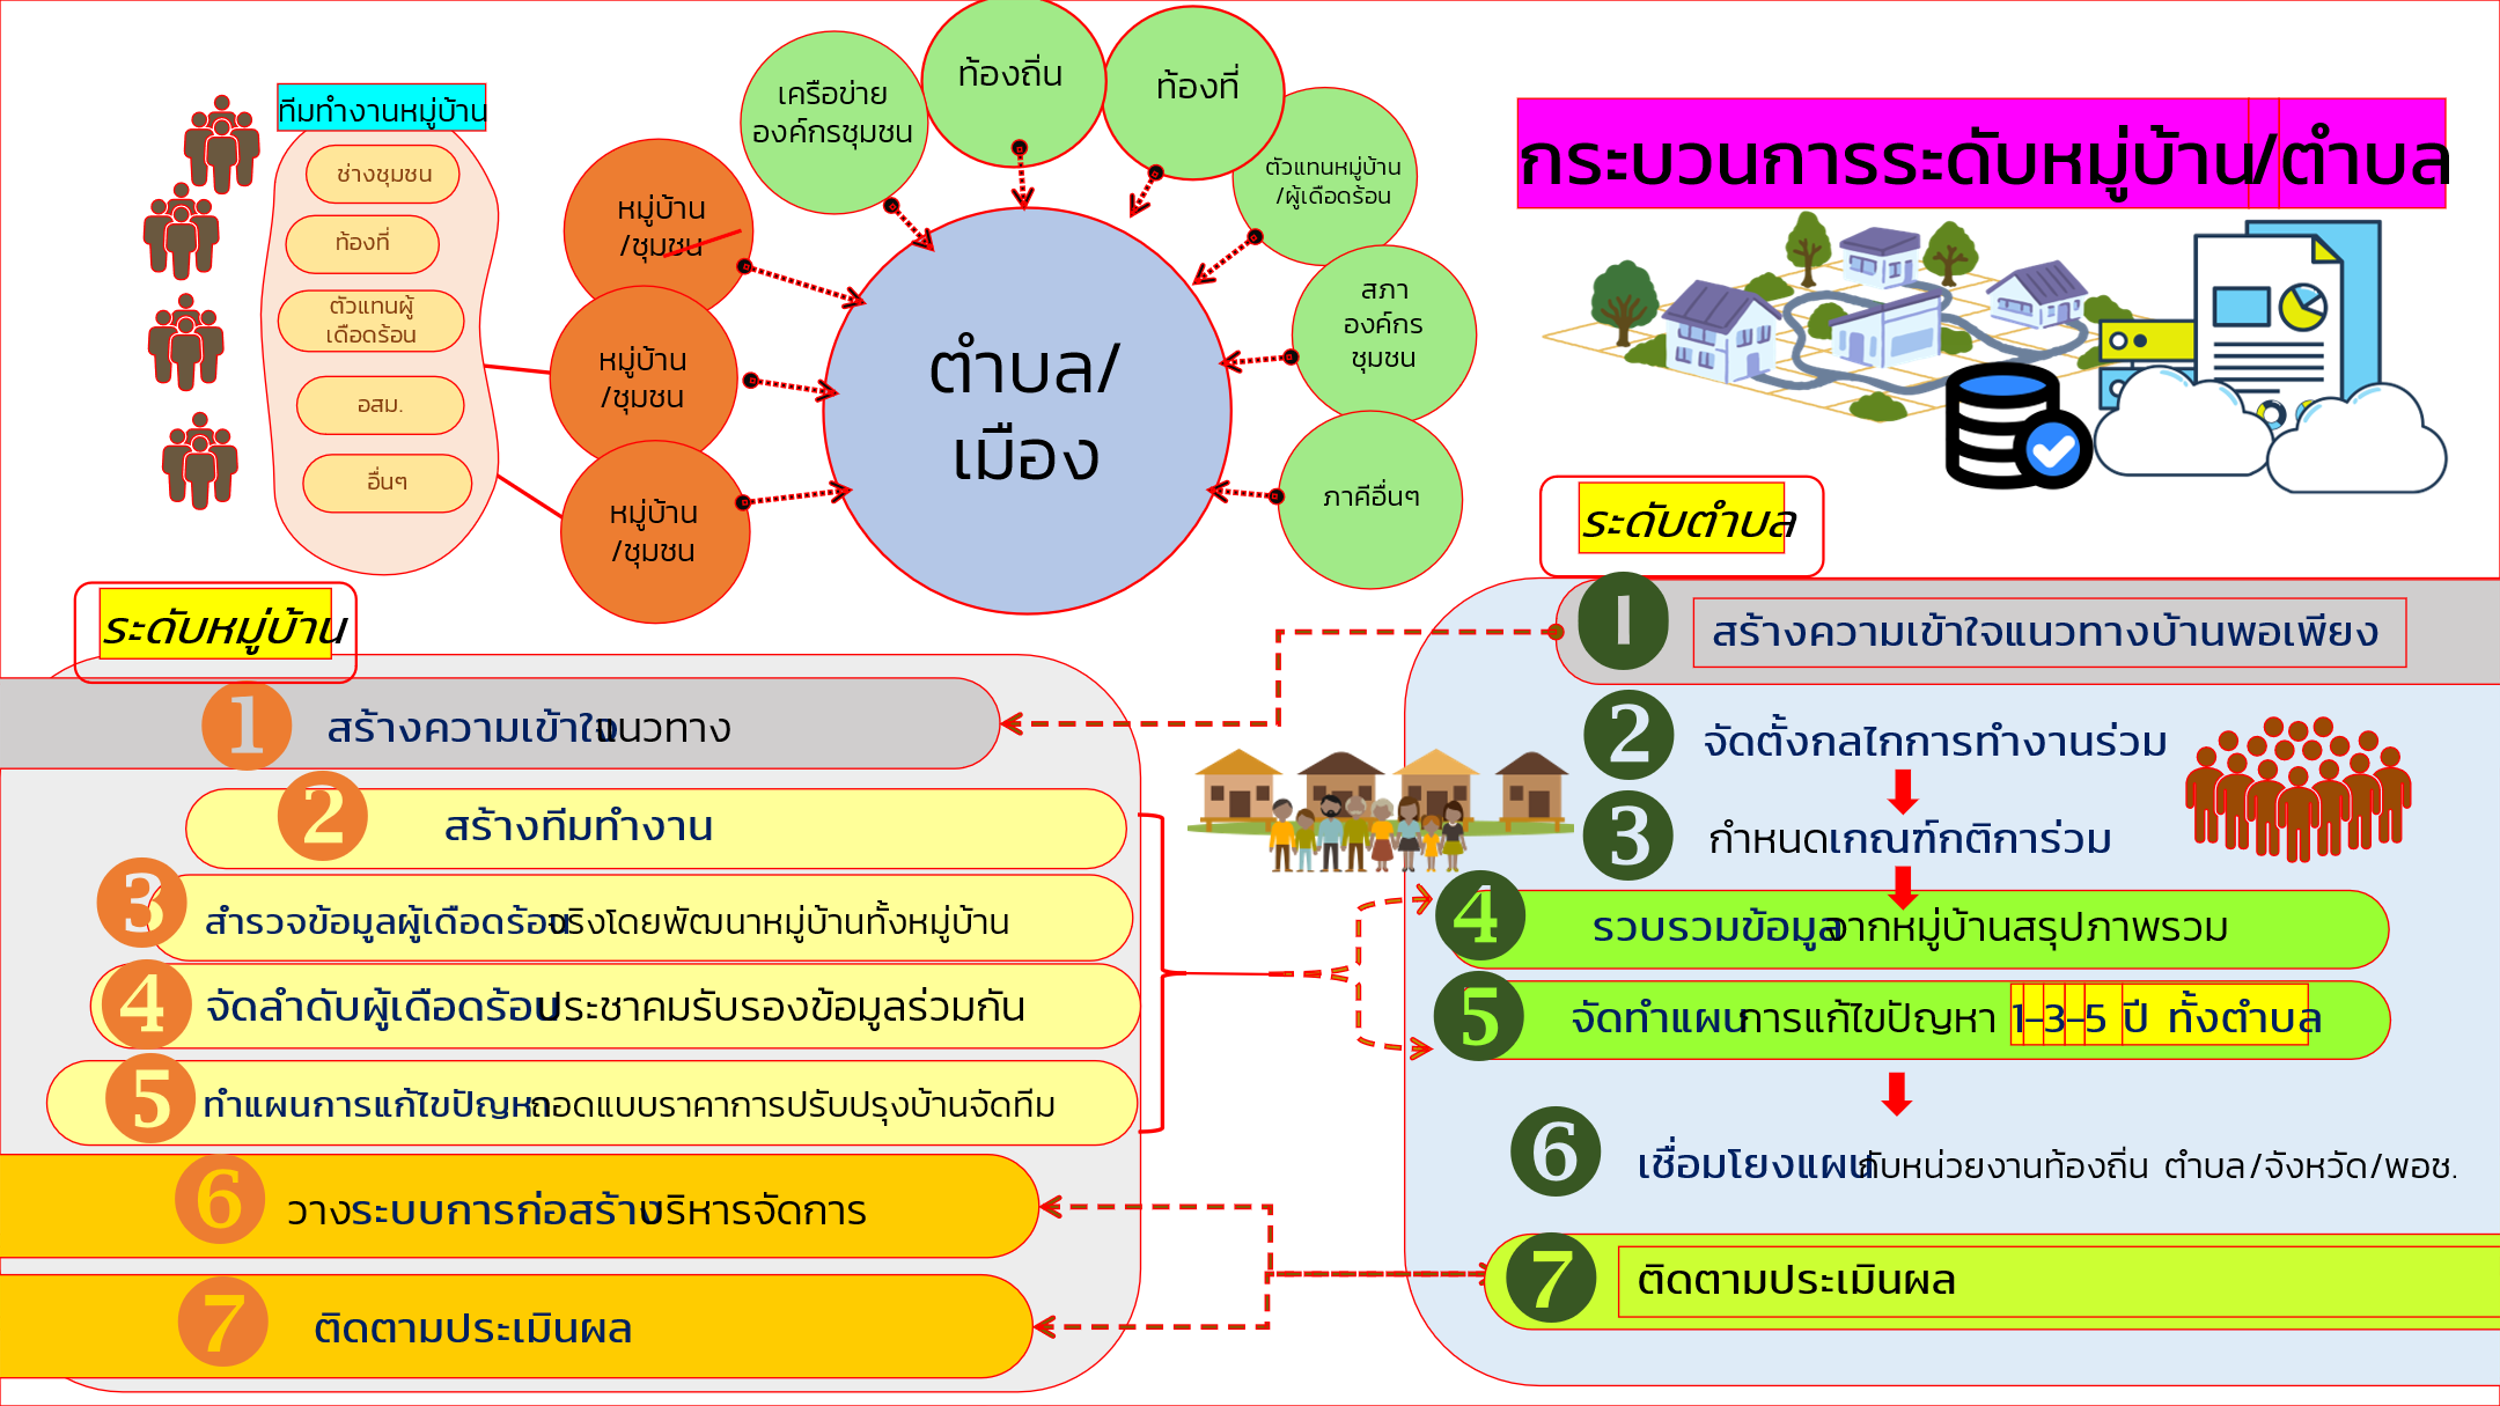 กระบวนการระดับหมู่บ้าน/ตำบล
ทีมทำงานหมู่บ้าน
ช่างชุมชน
ท้องที่
ตัวแทนผู้
เดือดร้อน
อสม.
อื่นๆ
หมู่บ้าน
/ชุมชน
หมู่บ้าน
/ชุมชน
หมู่บ้าน
/ชุมชน
เครือข่าย
องค์กรชุมชน
ท้องถิ่น
ท้องที่
ตัวแทนหมู่บ้าน
/ผู้เดือดร้อน
สภา
องค์กร
ชุมชน
ภาคีอื่นๆ
ตำบล/
เมือง
ระดับหมู่บ้าน
1 สร้างความเข้าใจแนวทาง
2 สร้างทีมทำงาน
3 สำรวจข้อมูลผู้เดือดร้อนจริงโดยพัฒนาหมู่บ้านทั้งหมู่บ้าน
4 จัดลำดับผู้เดือดร้อนประชาคมรับรองข้อมูลร่วมกัน
5 ทำแผนการแก้ไขปัญหาถอดแบบราคาการปรับปรุงบ้านจัดทีม
6 วางระบบการก่อสร้างบริหารจัดการ
7 ติดตามประเมินผล
ระดับตำบล
1 สร้างความเข้าใจแนวทางบ้านพอเพียง
2 จัดตั้งกลไกการทำงานร่วม
3 กำหนดเกณฑ์กติการ่วม
4 รวบรวมข้อมูลจากหมู่บ้านสรุปภาพรวม
5 จัดทำแผนการแก้ไขปัญหา 1-3-5 ปี ทั้งตำบล
6 เชื่อมโยงแผนกับหน่วยงานท้องถิ่น ตำบล/จังหวัด/พอช.
7 ติดตามประเมินผล